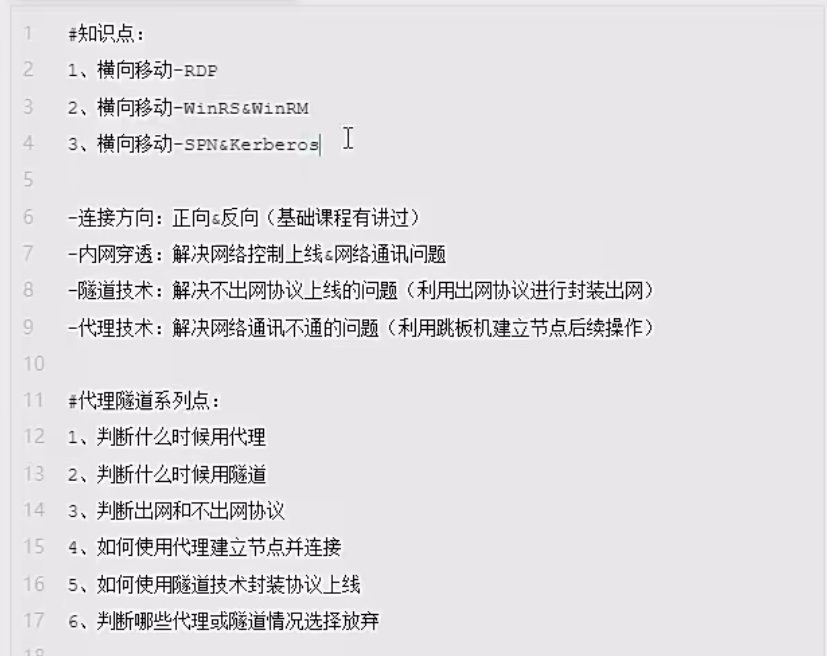 1 #知识点：
2 1、横向移动-RDP
3 2、横向移动-WinRS&WinRM
4 3、横向移动-SPN&Kerberos
5
6 -连接方向：正向&反向（基础课程有讲过）
7 -内网穿透：解决网络控制上线&网络通讯问题
8 -隧道技术：解决不出网协议上线的问题（利用出网协议进行封装出网）
9 -代理技术：解决网络通讯不通的问题（利用跳板机建立节点后续操作）
10
11 #代理隧道系列点：
12 1、判断什么时候用代理
13 2、判断什么时候用隧道
14 3、判断出网和不出网协议
15 4、如何使用代理建立节点并连接
16 5、如何使用隧道技术封装协议上线
17 6、判断哪些代理或隧道情况选择放弃
18